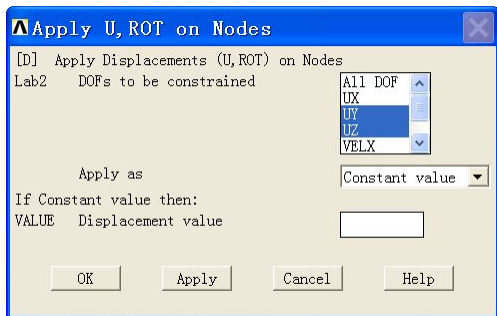 Apply U,ROT on Nodes
[D] Apply Displacements (U,ROT) on Nodes
Lab2 DOFs to be constrained
All DOF
UX
UY
UZ
VELX
Apply as Constant value
If Constant value then:
VALUE Displacement value
OK Apply Cancel Help